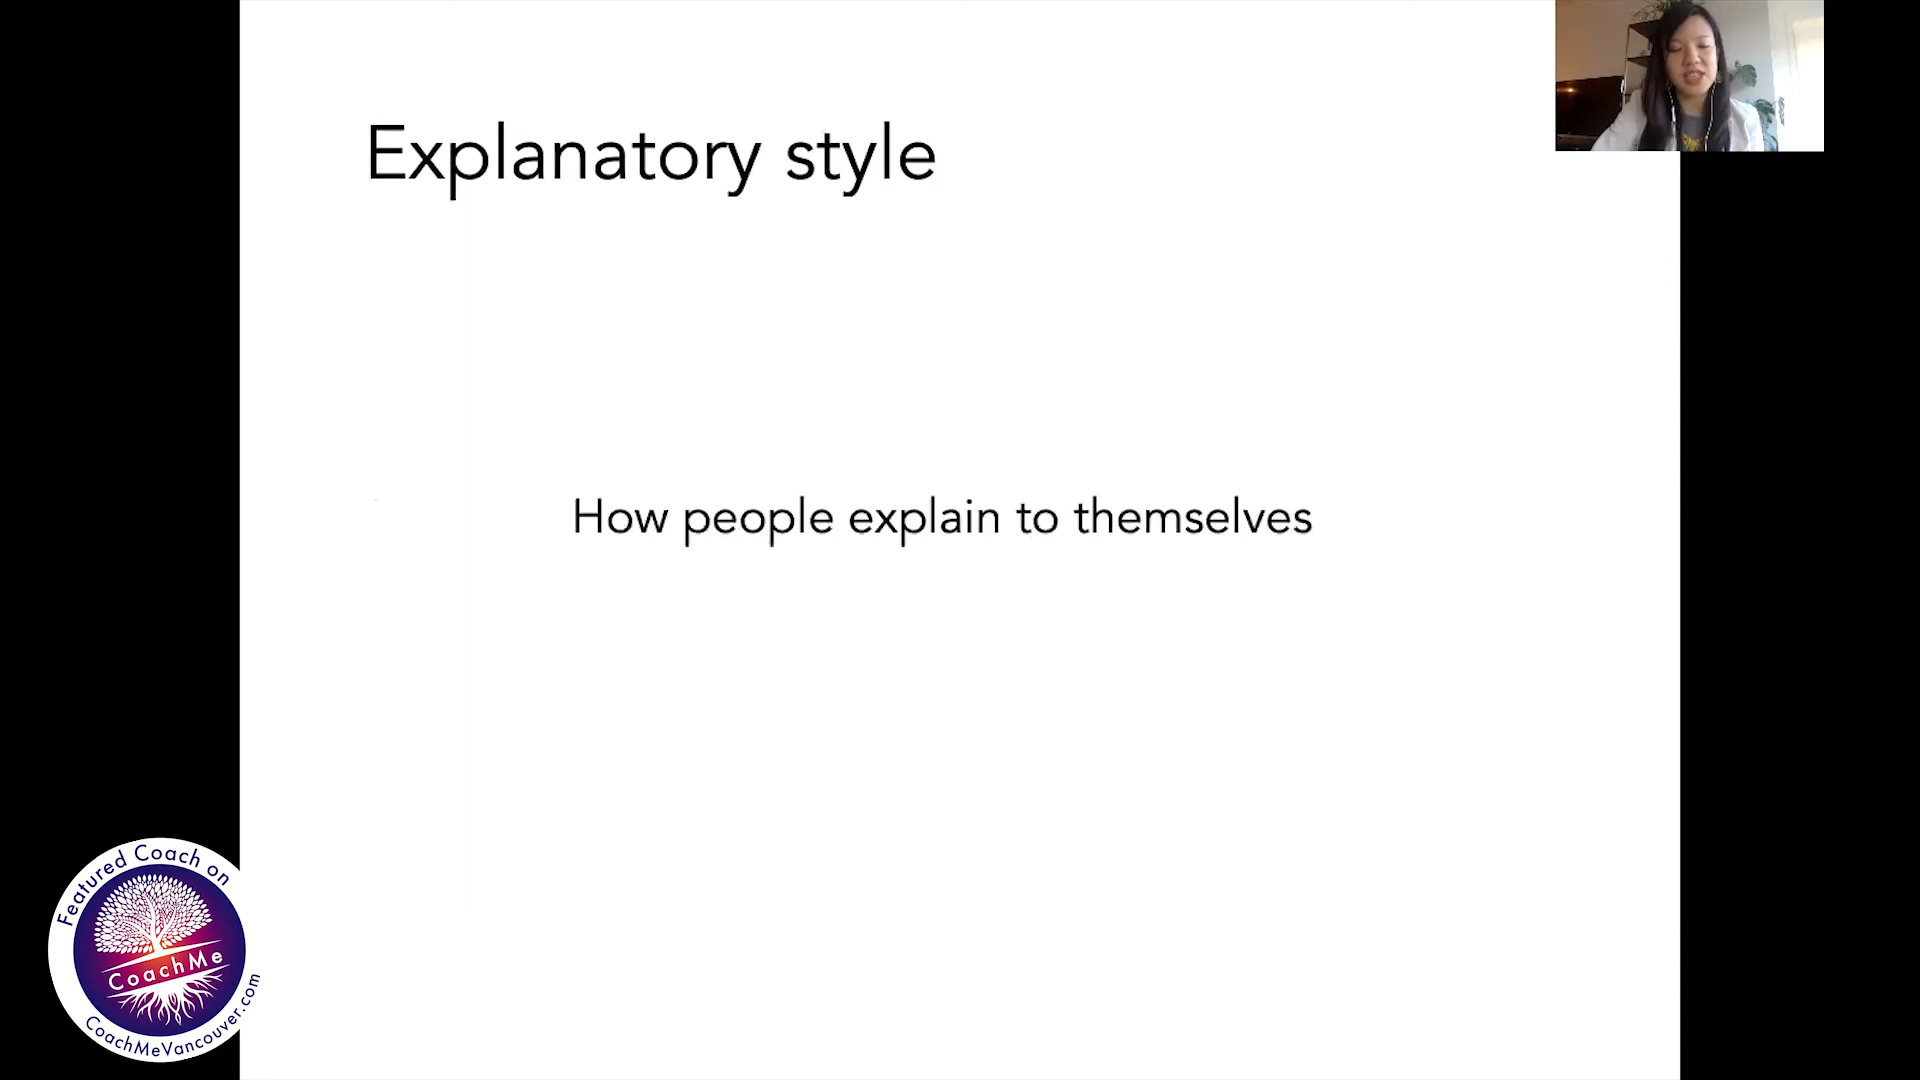 Explanatory style
How people explain to themselves
Featured Coach on
CoachMe
CoachMeVancouver.com